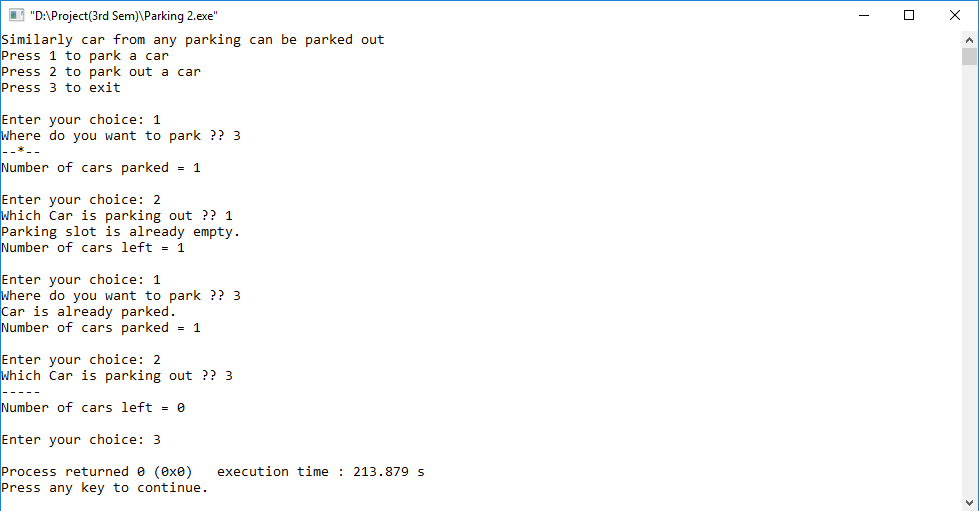 "D:\Project(3rd Sem)\Parking 2.exe"
Similarly car from any parking can be parked out
Press 1 to park a car
Press 2 to park out a car
Press 3 to exit
Enter your choice: 1
Where do you want to park ?? 3
--*--
Number of cars parked = 1
Enter your choice: 2
Which Car is parking out ?? 1
Parking slot is already empty.
Number of cars left = 1
Enter your choice: 1
Where do you want to park ?? 3
Car is already parked.
Number of cars parked = 1
Enter your choice: 2
Which Car is parking out ?? 3
-----
Number of cars left = 0
Enter your choice: 3
Process returned 0 (0x0)   execution time : 213.879 s
Press any key to continue.